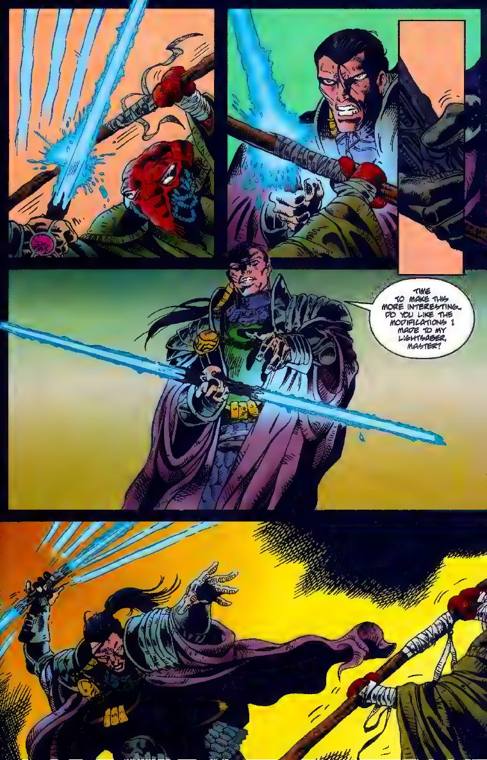 TIME
TO MAKE THIS
MORE INTERESTING...
DO YOU LIKE THE
MODIFICATIONS I
MADE TO MY
LIGHTSABER,
MASTER?